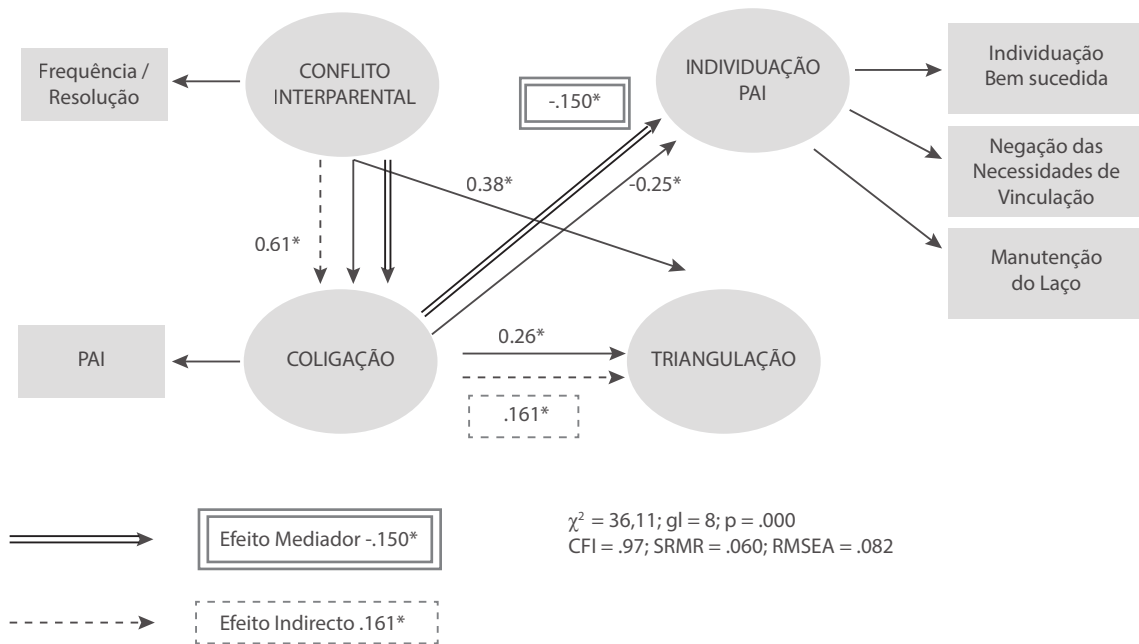 Frequência /
Resolução
CONFLITO
INTERPARENTAL
-.150*
INDIVIDUAÇÃO
PAI
Individuação
Bem sucedida
Negação das
Necessidades de
Vinculação
Manutenção
do Laço
0.38*
-0.25*
0.61*
PAI
COLIGAÇÃO
0.26*
.161*
TRIANGULAÇÃO
Efeito Mediador -.150*
χ² = 36,11; gl = 8; p = .000
CFI = .97; SRMR = .060; RMSEA = .082
Efeito Indirecto .161*